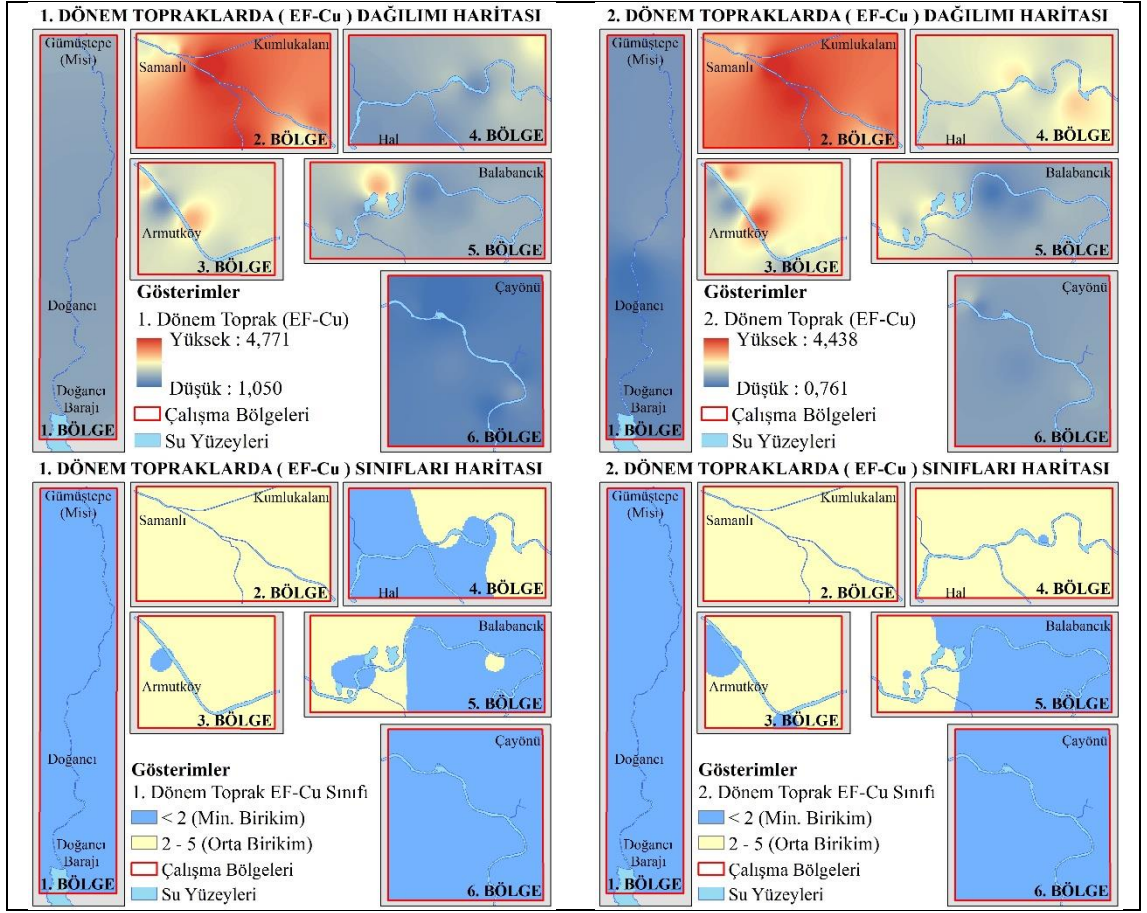 1. DÖNEM TOPRAKLARDA ( EF-Cu ) DAĞILIMI HARİTASI
Gümüştepe
(Misi)
Doğancı
Doğancı
Barajı
1. BÖLGE
Kumlukalanı
Samanlı
2. BÖLGE
Hal
4. BÖLGE
Armutköy
3. BÖLGE
Balabancık
5. BÖLGE
Çayönü
6. BÖLGE
Gösterimler
1. Dönem Toprak (EF-Cu)
Yüksek : 4,771
Düşük : 1,050
Çalışma Bölgeleri
Su Yüzeyleri
2. DÖNEM TOPRAKLARDA ( EF-Cu ) DAĞILIMI HARİTASI
Gümüştepe
(Misi)
Doğancı
Doğancı
Barajı
1. BÖLGE
Kumlukalanı
Samanlı
2. BÖLGE
Hal
4. BÖLGE
Armutköy
3. BÖLGE
Balabancık
5. BÖLGE
Çayönü
6. BÖLGE
Gösterimler
2. Dönem Toprak (EF-Cu)
Yüksek : 4,438
Düşük : 0,761
Çalışma Bölgeleri
Su Yüzeyleri
1. DÖNEM TOPRAKLARDA ( EF-Cu ) SINIFLARI HARİTASI
Gümüştepe
(Misi)
Doğancı
Doğancı
Barajı
1. BÖLGE
Kumlukalanı
Samanlı
2. BÖLGE
Hal
4. BÖLGE
Armutköy
3. BÖLGE
Balabancık
5. BÖLGE
Çayönü
6. BÖLGE
Gösterimler
1. Dönem Toprak EF-Cu Sınıfı
< 2 (Min. Birikim)
2 - 5 (Orta Birikim)
Çalışma Bölgeleri
Su Yüzeyleri
2. DÖNEM TOPRAKLARDA ( EF-Cu ) SINIFLARI HARİTASI
Gümüştepe
(Misi)
Doğancı
Doğancı
Barajı
1. BÖLGE
Kumlukalanı
Samanlı
2. BÖLGE
Hal
4. BÖLGE
Armutköy
3. BÖLGE
Balabancık
5. BÖLGE
Çayönü
6. BÖLGE
Gösterimler
2. Dönem Toprak EF-Cu Sınıfı
< 2 (Min. Birikim)
2 - 5 (Orta Birikim)
Çalışma Bölgeleri
Su Yüzeyleri